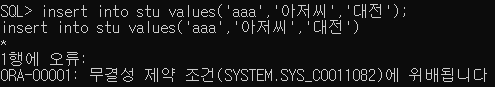 SQL> insert into stu values('aaa','아저씨','대전');
insert into stu values('aaa','아저씨','대전')
*
1행에 오류:
ORA-00001: 무결성 제약 조건(SYSTEM.SYS_C0011082)에 위배됩니다